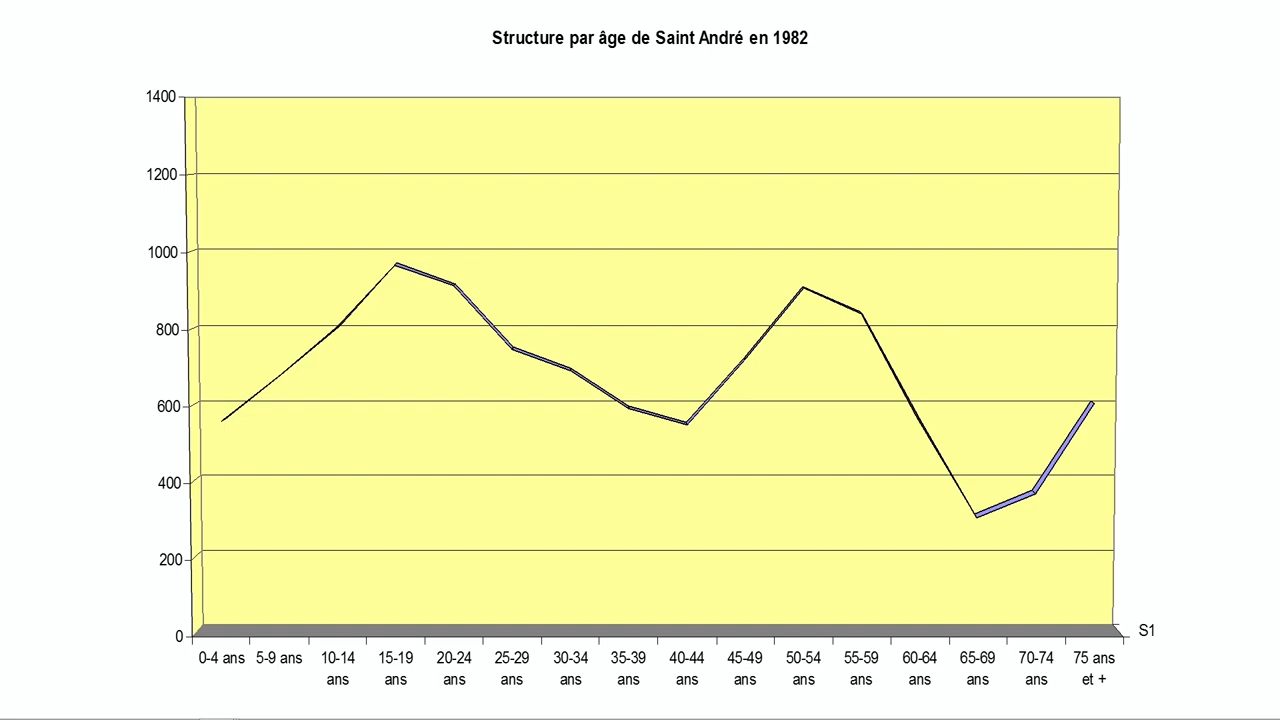 Structure par âge de Saint André en 1982
1400
1200
1000
800
600
400
200
0
S1
0-4 ans 5-9 ans 10-14 15-19 20-24 25-29 30-34 35-39 40-44 45-49 50-54 55-59 60-64 65-69 70-74 75 ans
ans ans ans ans ans ans ans ans ans ans ans ans ans et +